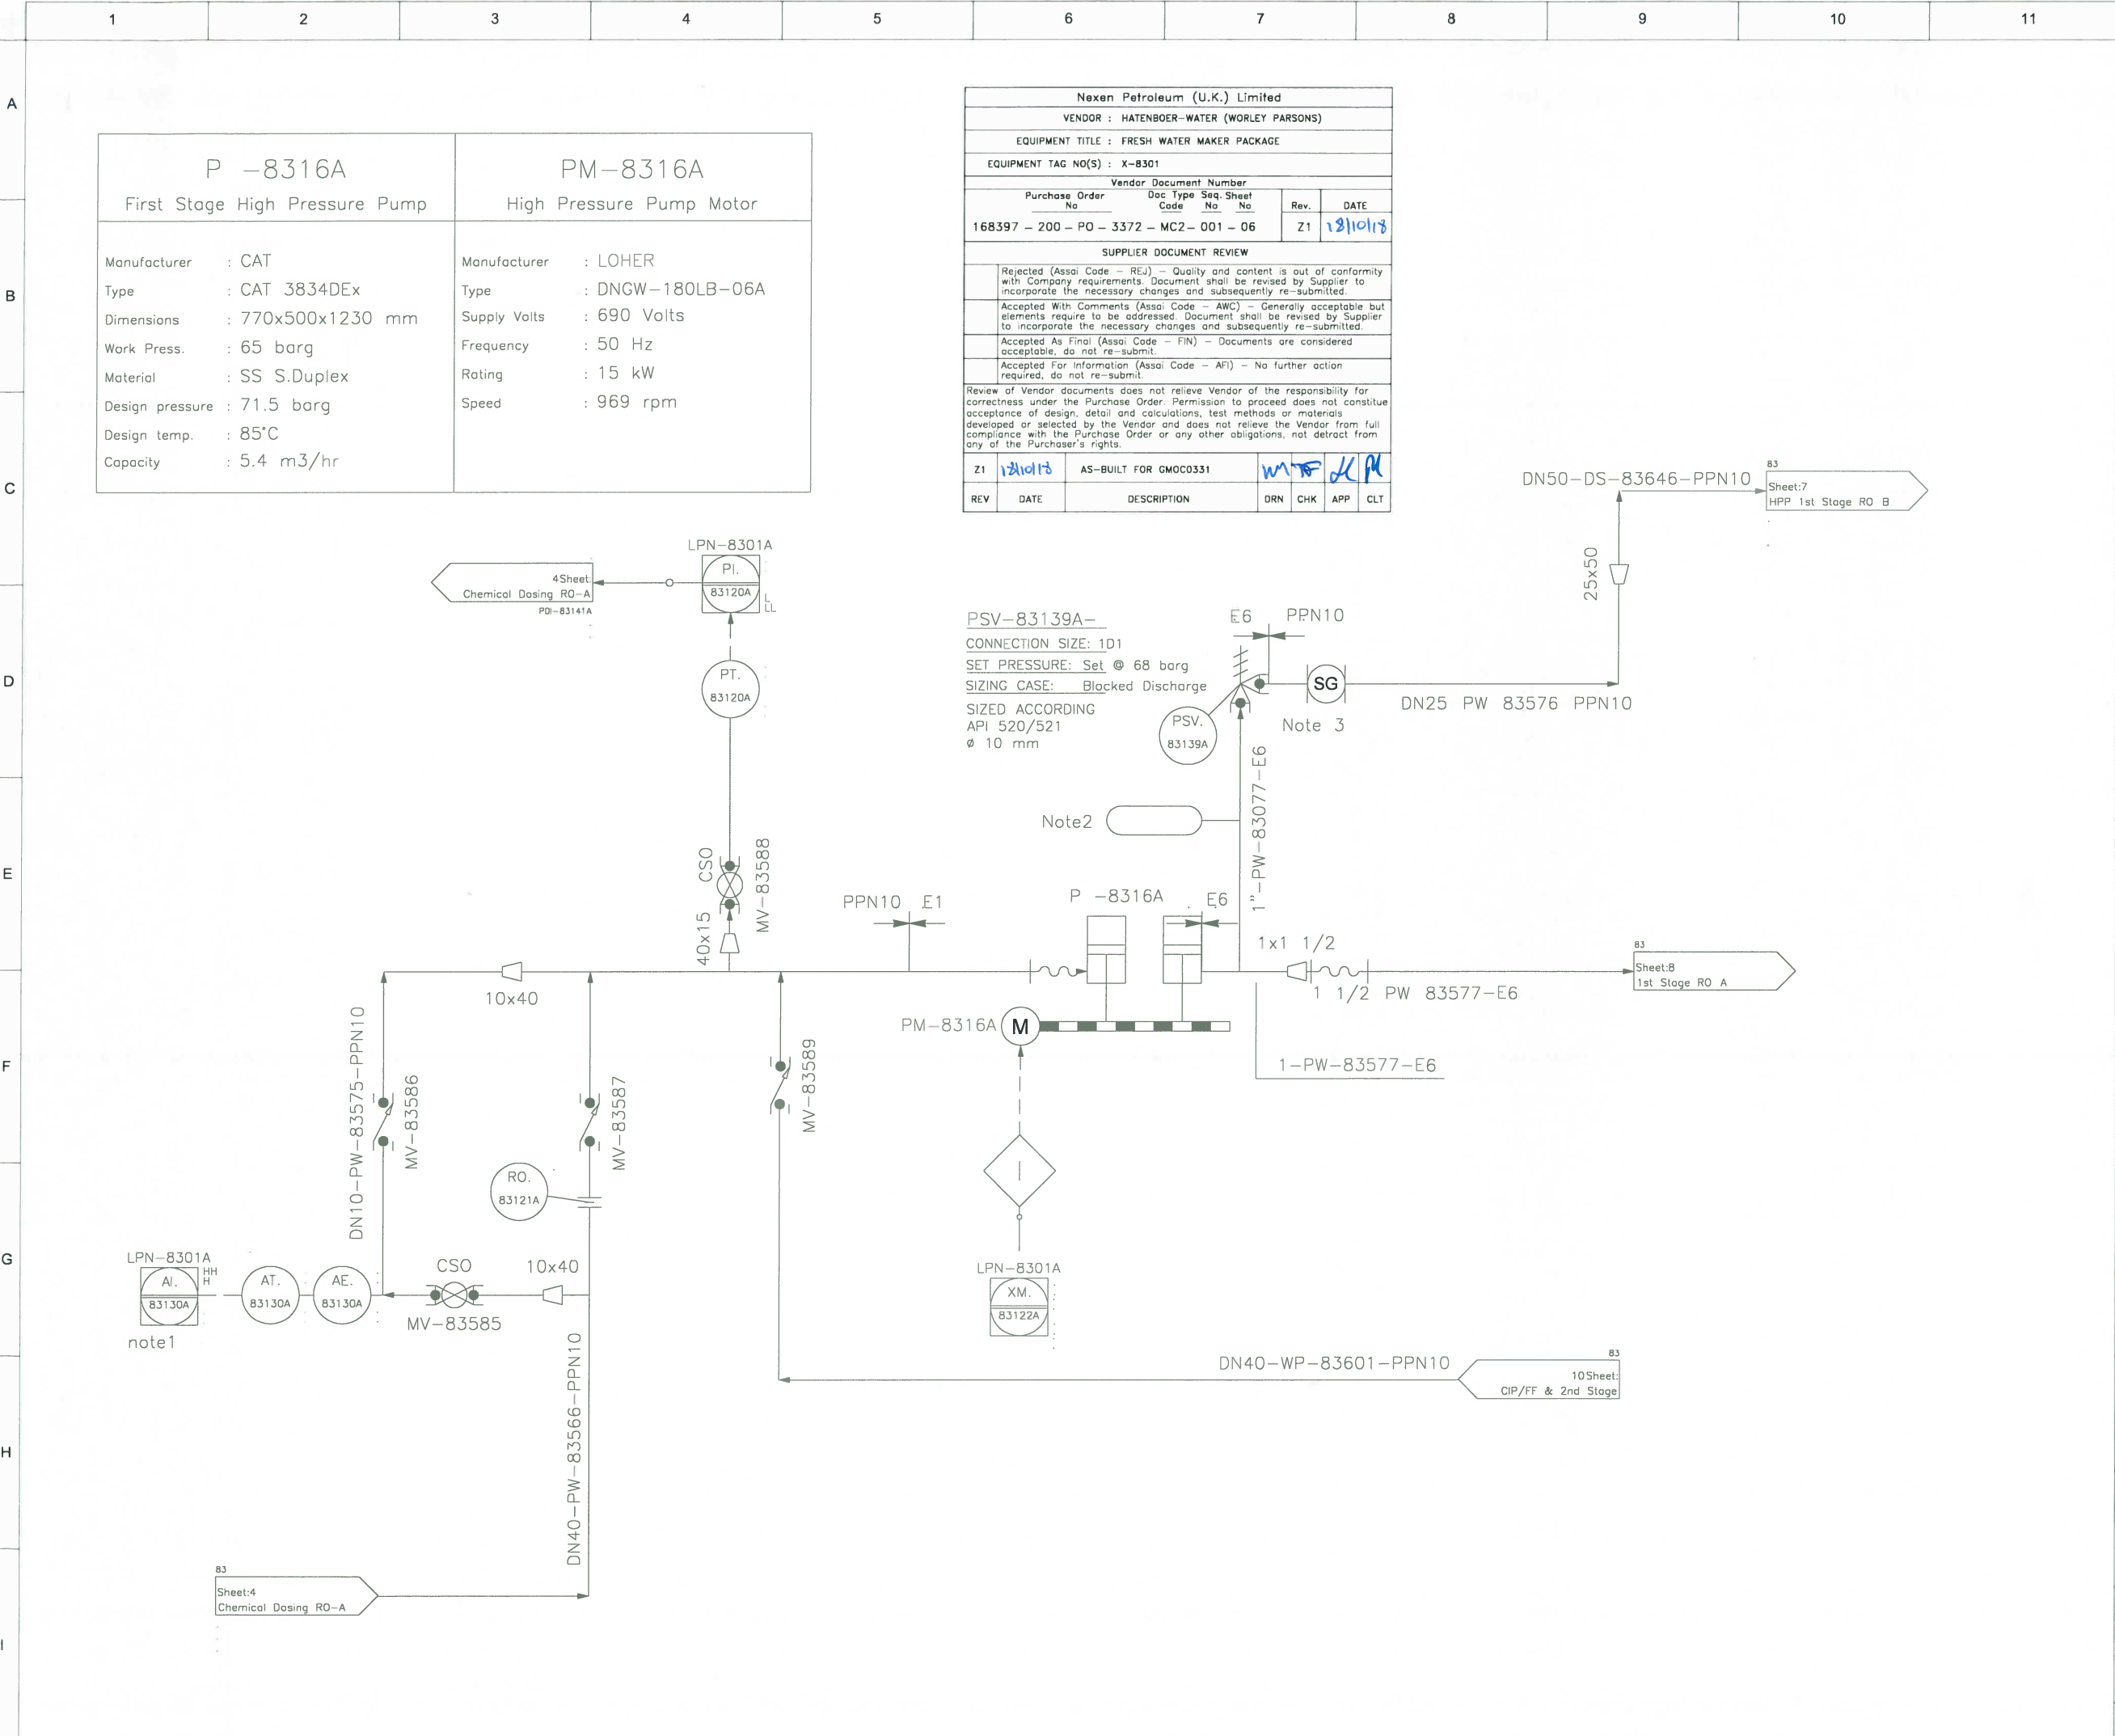 1 2 3 4 5 6 7 8 9 10 11
A
B
C
D
E
F
G
H
I
P -8316A
First Stage High Pressure Pump
Manufacturer : CAT
Type : CAT 3834DEx
Dimensions : 770x500x1230 mm
Work Press. : 65 barg
Material : SS S.Duplex
Design pressure : 71.5 barg
Design temp. : 85°C
Capacity : 5.4 m3/hr
PM-8316A
High Pressure Pump Motor
Manufacturer : LOHER
Type : DNGW-180LB-06A
Supply Volts : 690 Volts
Frequency : 50 Hz
Rating : 15 kW
Speed : 969 rpm
Nexen Petroleum (U.K.) Limited
VENDOR : HATENBOER-WATER (WORLEY PARSONS)
EQUIPMENT TITLE : FRESH WATER MAKER PACKAGE
EQUIPMENT TAG NO(S) : X-8301
Vendor Document Number
Purchase Order Doc Type Seq. Sheet
No Code No No Rev. DATE
168397 - 200 - PO - 3372 - MC2- 001 - 06 Z1 18/10/18
SUPPLIER DOCUMENT REVIEW
Rejected (Assai Code - REJ) - Quality and content is out of conformity
with Company requirements. Document shall be revised by Supplier to
incorporate the necessary changes and subsequently re-submitted.
Accepted With Comments (Assai Code - AWC) - Generally acceptable but
elements require to be addressed. Document shall be revised by Supplier
to incorporate the necessary changes and subsequently re-submitted.
Accepted As Final (Assai Code - FIN) - Documents are considered
acceptable, do not re-submit.
Accepted For Information (Assai Code - AFI) - No further action
required, do not re-submit.
Review of Vendor documents does not relieve Vendor of the responsibility for
correctness under the Purchase Order. Permission to proceed does not constitue
acceptance of design, detail and calculations, test methods or materials
developed or selected by the Vendor and does not relieve the Vendor from full
compliance with the Purchase Order or any other obligations, not detract from
any of the Purchaser's rights.
Z1 18/10/18 AS-BUILT FOR GMOC0331
REV DATE DESCRIPTION DRN CHK APP CLT
DN50-DS-83646-PPN10
83
Sheet:7
HPP 1st Stage RO B
25x50
LPN-8301A
PI.
83120A
L
LL
4Sheet:
Chemical Dosing RO-A
PDI-83141A
PT.
83120A
PSV-83139A-
CONNECTION SIZE: 1D1
SET PRESSURE: Set @ 68 barg
SIZING CASE: Blocked Discharge
SIZED ACCORDING
API 520/521
ø 10 mm
E6 PPN10
SG
Note 3
DN25 PW 83576 PPN10
PSV.
83139A
1"-PW-83077-E6
Note2
CSO
MV-83588
40x15
PPN10 E1
P -8316A
E6
1x1 1/2
1 1/2 PW 83577-E6
83
Sheet:8
1st Stage RO A
10x40
PM-8316A
M
1-PW-83577-E6
DN10-PW-83575-PPN10
MV-83586
MV-83587
MV-83589
RO.
83121A
LPN-8301A
AI.
83130A
HH
H
note1
AT.
83130A
AE.
83130A
CSO
MV-83585
10x40
LPN-8301A
XM.
83122A
DN40-PW-83566-PPN10
DN40-WP-83601-PPN10
83
10Sheet:
CIP/FF & 2nd Stage
83
Sheet:4
Chemical Dosing RO-A